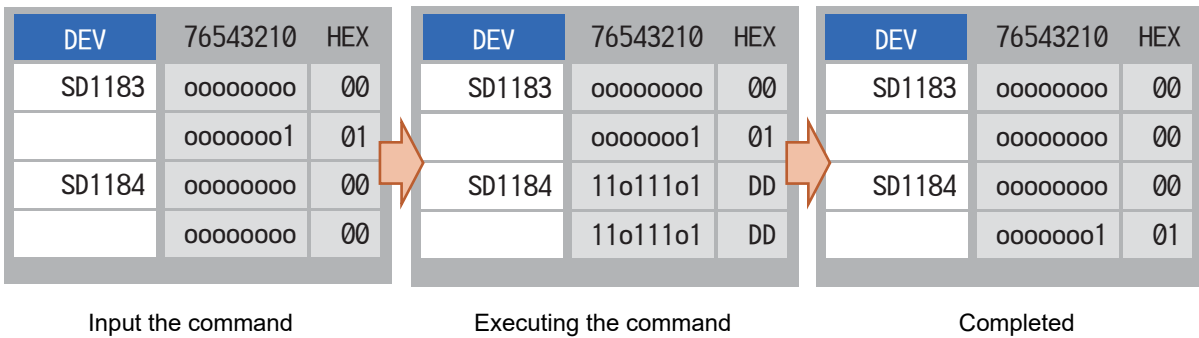 DEV 76543210 HEX
SD1183 oooooooo 00
ooooooo1 01
SD1184 oooooooo 00
oooooooo 00
Input the command
DEV 76543210 HEX
SD1183 oooooooo 00
ooooooo1 01
SD1184 11o111o1 DD
11o111o1 DD
Executing the command
DEV 76543210 HEX
SD1183 oooooooo 00
oooooooo 00
SD1184 oooooooo 00
ooooooo1 01
Completed